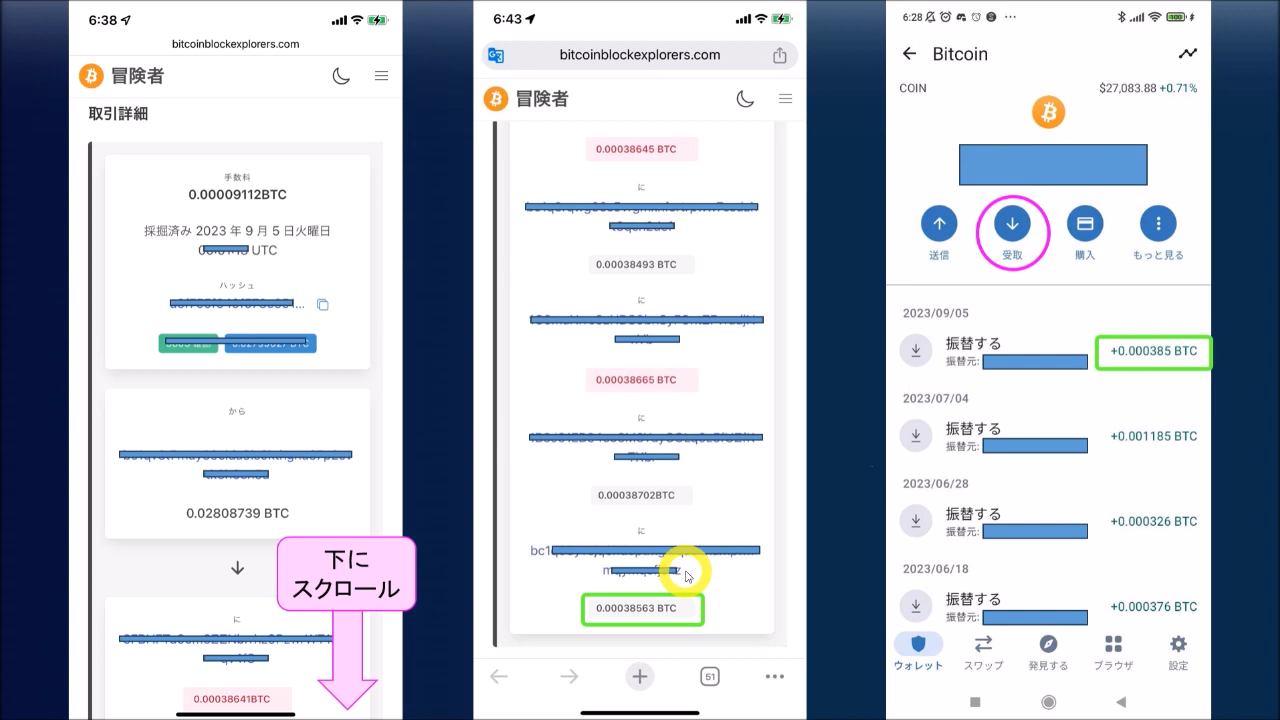 6:38
bitcoinblockexplorers.com
冒険者
取引詳細
手数料
0.00009112BTC
採掘済み 2023 年 9 月 5 日火曜日
UTC
ハッシュ
から
0.02808739 BTC
下に
スクロール
に
0.00038641BTC
6:43
bitcoinblockexplorers.com
冒険者
0.00038645 BTC
に
0.00038493 BTC
に
0.00038665 BTC
に
0.00038702BTC
に
bc1
0.00038563 BTC
51
6:28
100
Bitcoin
COIN
$27,083.88 +0.71%
送信
受取
購入
もっと見る
2023/09/05
振替する
+0.000385 BTC
振替元:
2023/07/04
振替する
+0.001185 BTC
振替元:
2023/06/28
振替する
+0.000326 BTC
振替元:
2023/06/18
振替する
+0.000376 BTC
振替元:
ウォレット
スワップ
発見する
ブラウザ
設定